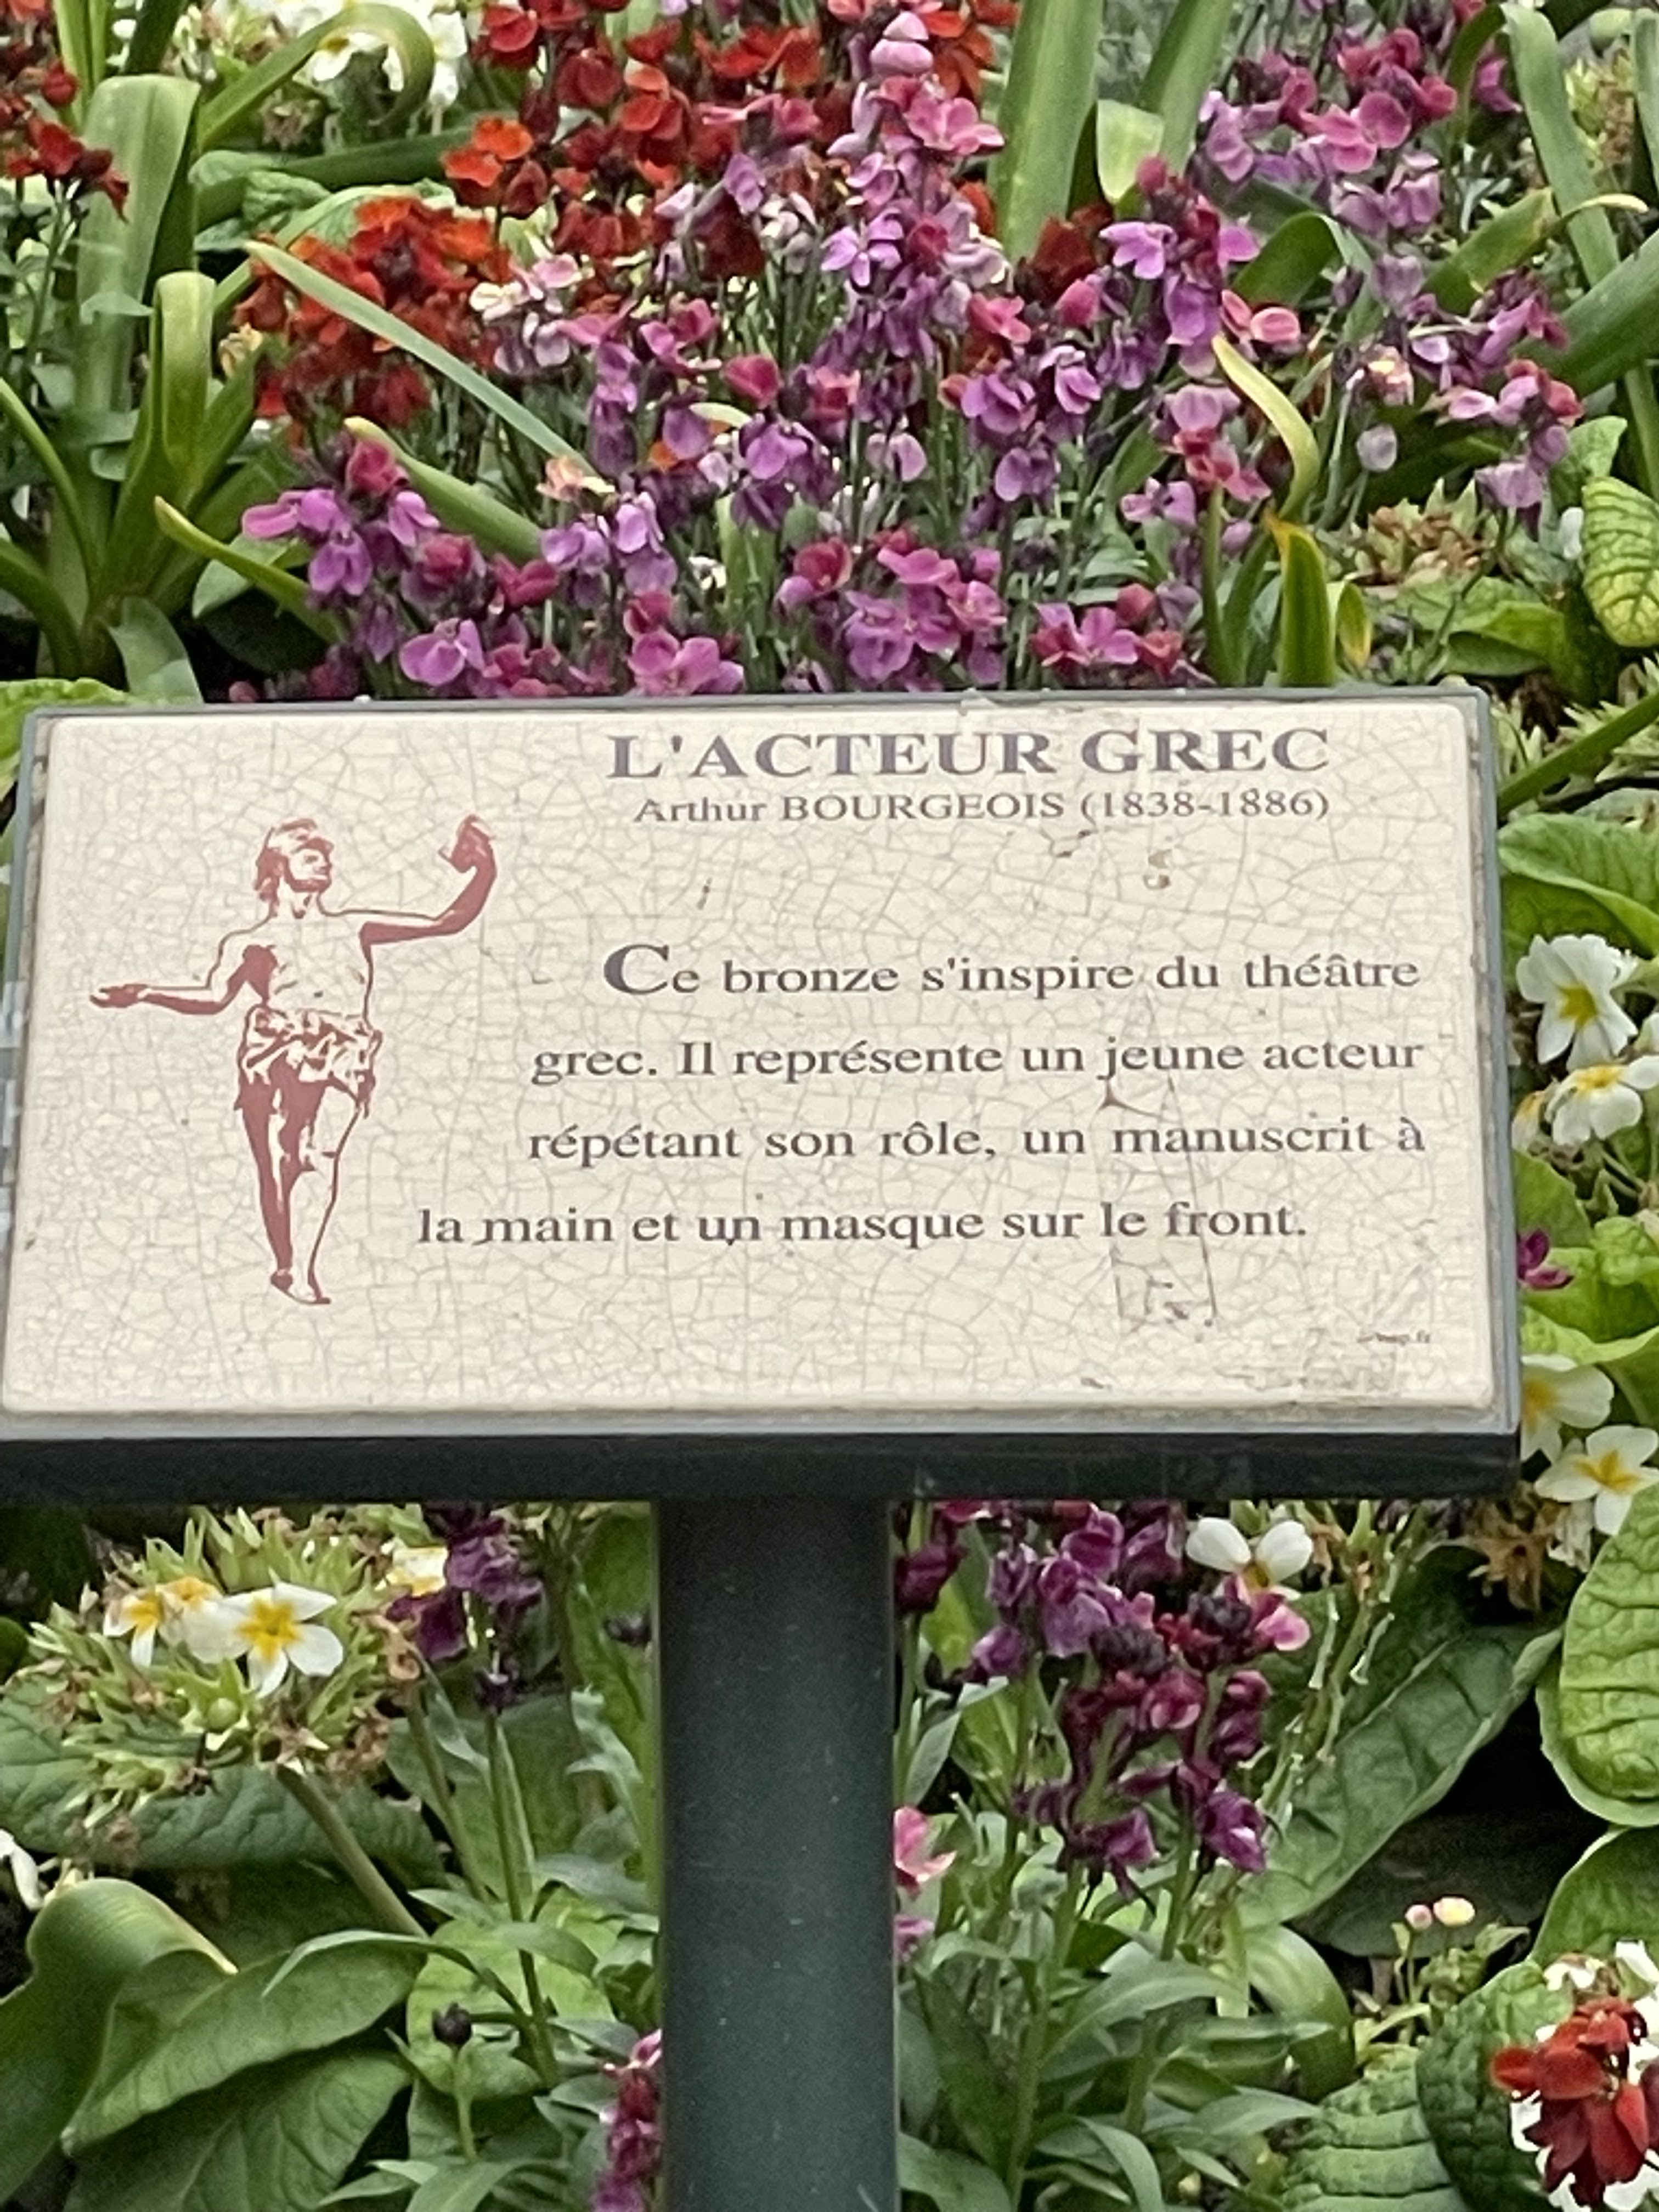 L'ACTEUR GREC
Arthur BOURGEOIS (1838-1886)
Ce bronze s'inspire du théâtre
grec. Il représente un jeune acteur
répétant son rôle, un manuscrit à
la main et un masque sur le front.